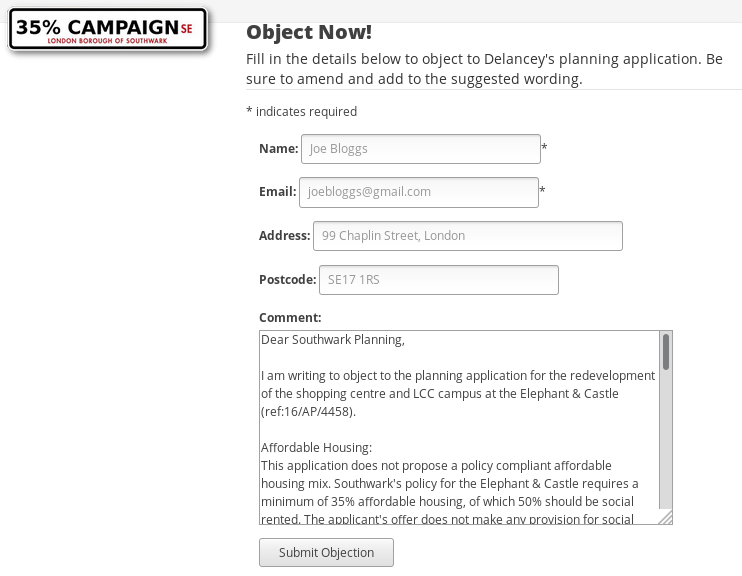 35% CAMPAIGN SE
LONDON BOROUGH OF SOUTHWARK
Object Now!
Fill in the details below to object to Delancey's planning application. Be
sure to amend and add to the suggested wording.
* indicates required
Name: Joe Bloggs *
Email: joebloggs@gmail.com *
Address: 99 Chaplin Street, London
Postcode: SE17 1RS
Comment:
Dear Southwark Planning,
I am writing to object to the planning application for the redevelopment
of the shopping centre and LCC campus at the Elephant & Castle
(ref:16/AP/4458).
Affordable Housing:
This application does not propose a policy compliant affordable
housing mix. Southwark's policy for the Elephant & Castle requires a
minimum of 35% affordable housing, of which 50% should be social
rented. The applicant's offer does not make any provision for social
Submit Objection